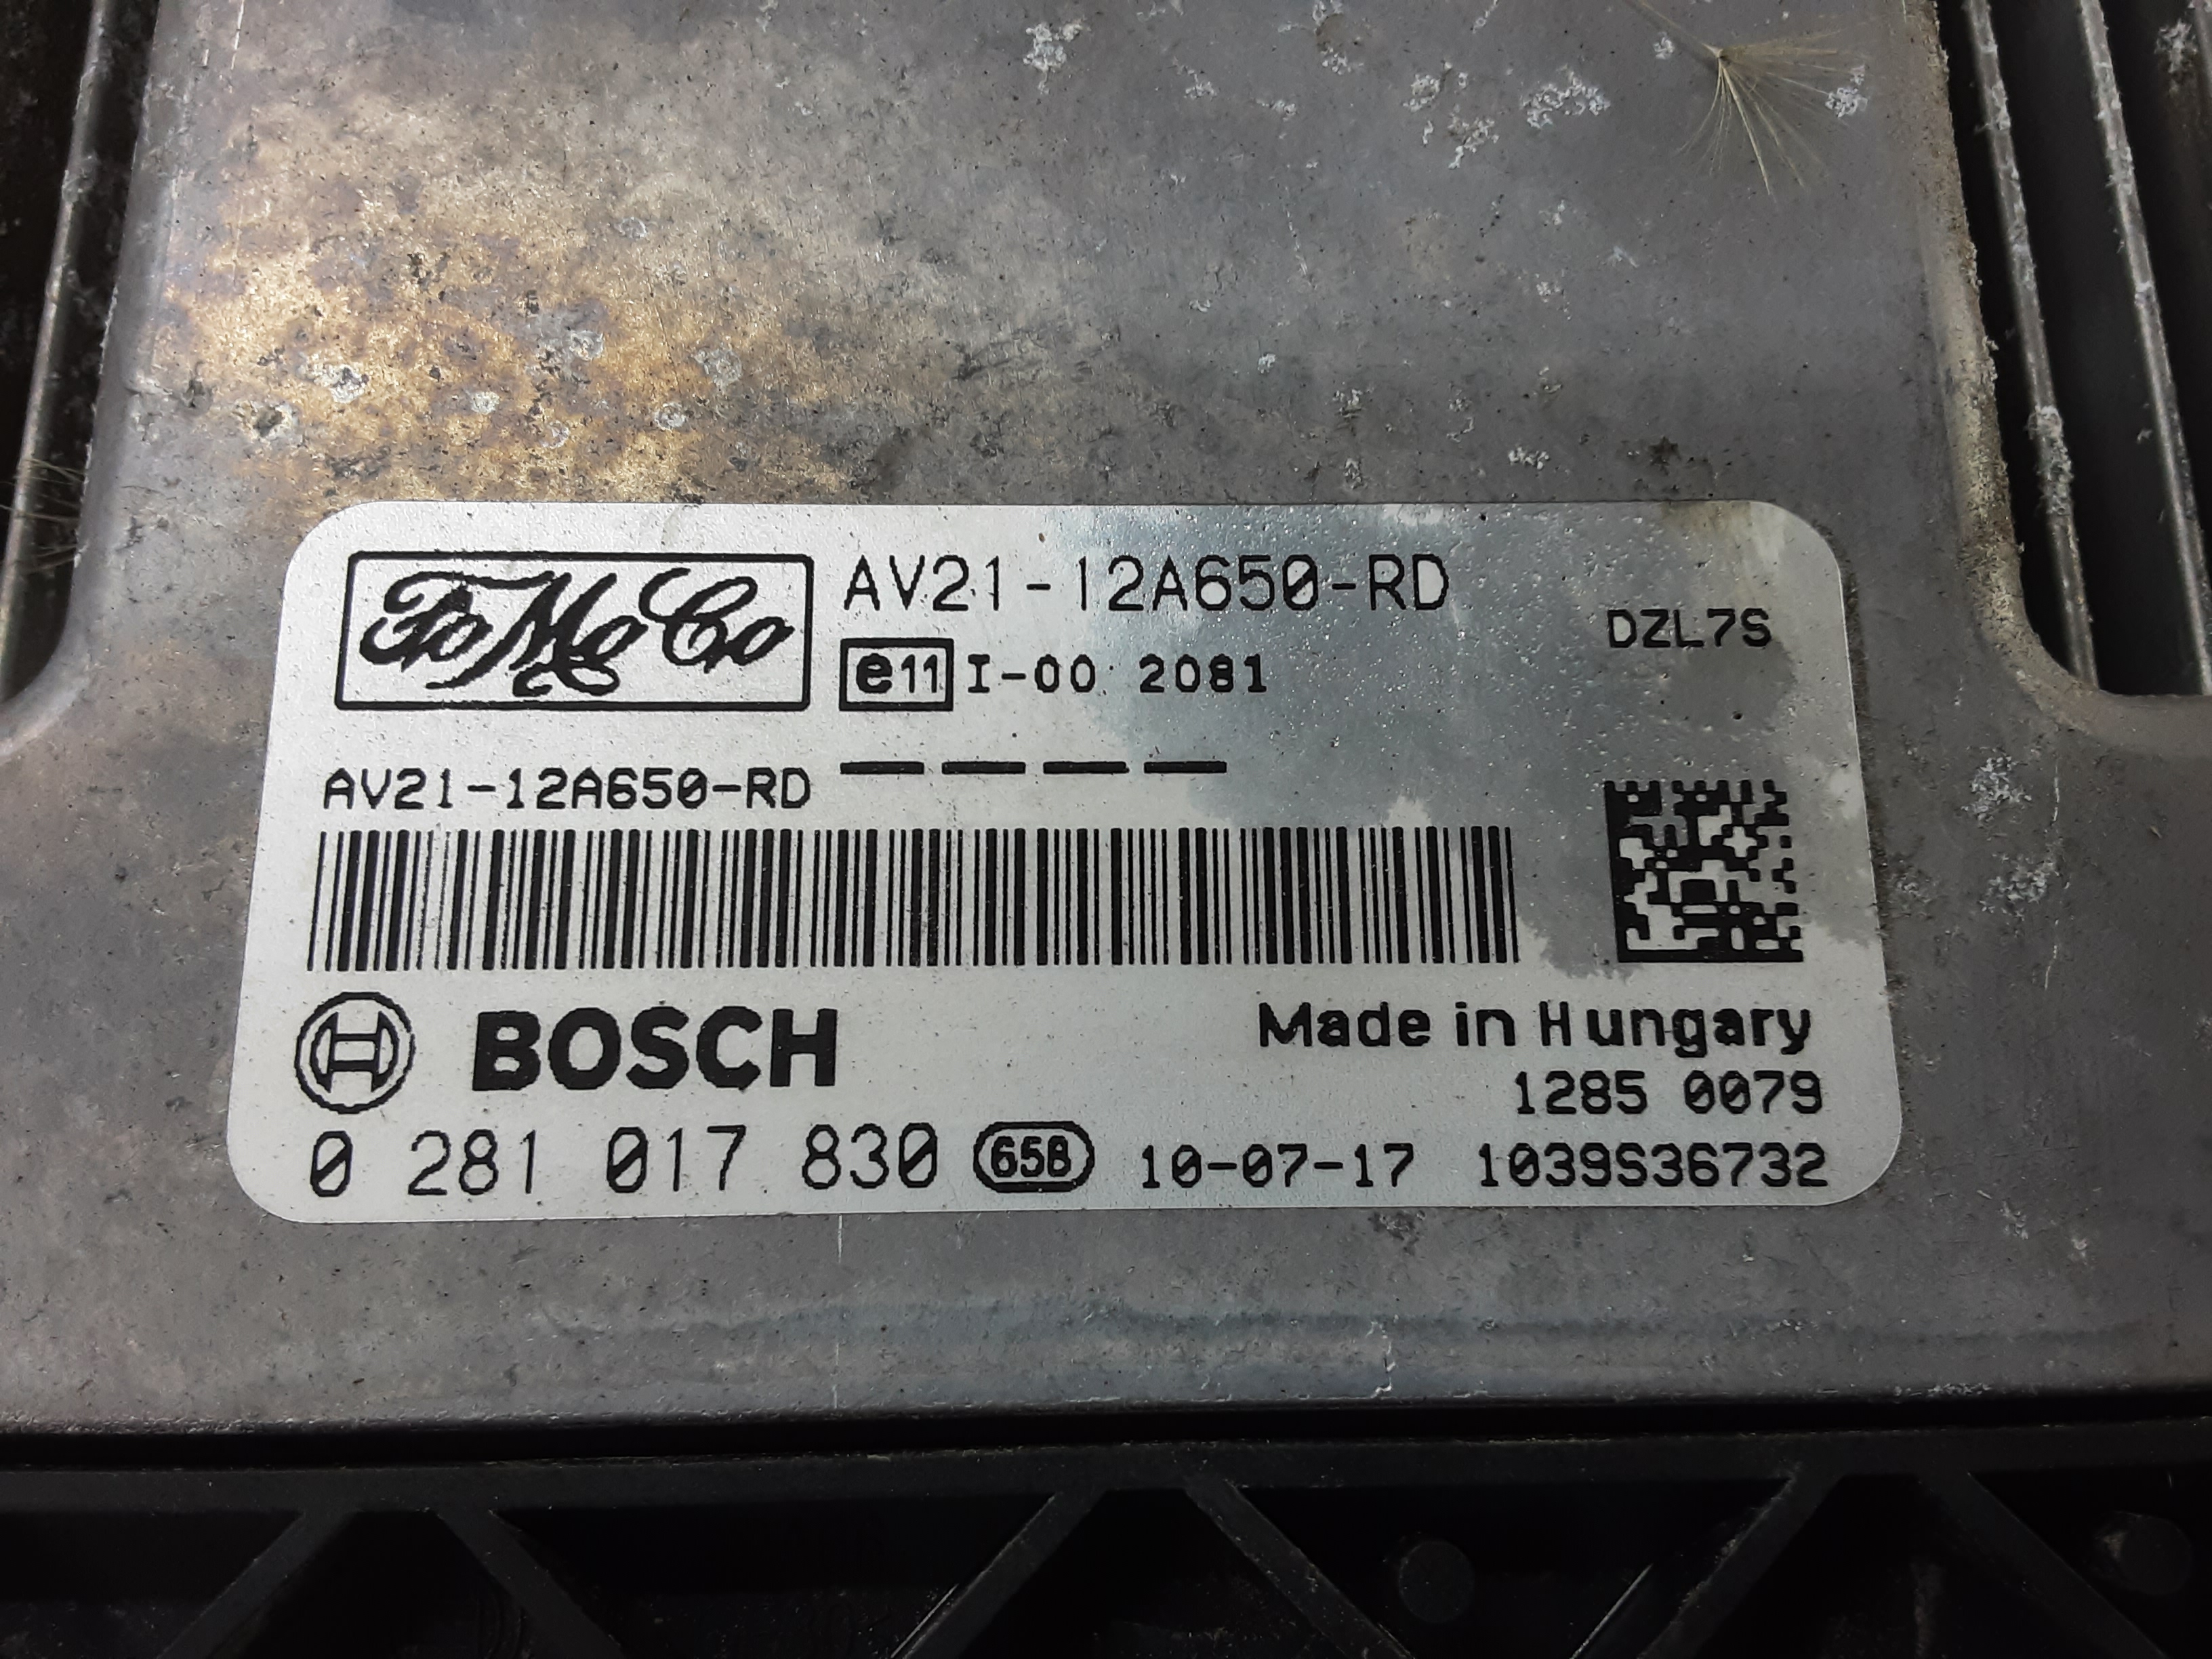 FoMoCo
AV21-12A650-RD
DZL7S
e11 I-00 2081
AV21-12A650-RD
BOSCH
Made in Hungary
1285 0079
0 281 017 830 658 10-07-17 1039S36732